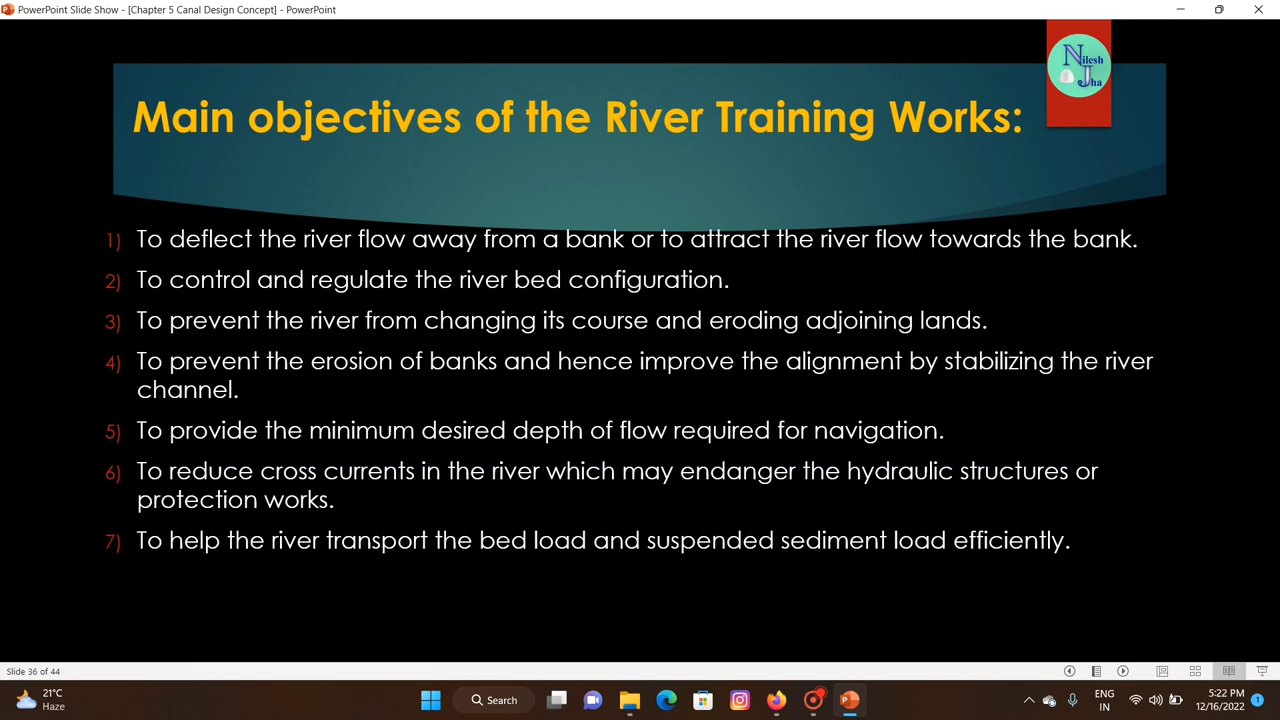 PowerPoint Slide Show - [Chapter 5 Canal Design Concept] - PowerPoint
Nilesh
Jha
Main objectives of the River Training Works:
1) To deflect the river flow away from a bank or to attract the river flow towards the bank.
2) To control and regulate the river bed configuration.
3) To prevent the river from changing its course and eroding adjoining lands.
4) To prevent the erosion of banks and hence improve the alignment by stabilizing the river
channel.
5) To provide the minimum desired depth of flow required for navigation.
6) To reduce cross currents in the river which may endanger the hydraulic structures or
protection works.
7) To help the river transport the bed load and suspended sediment load efficiently.
Slide 36 of 44
21°C
Haze
Search
ENG
IN
5:22 PM
12/16/2022
1